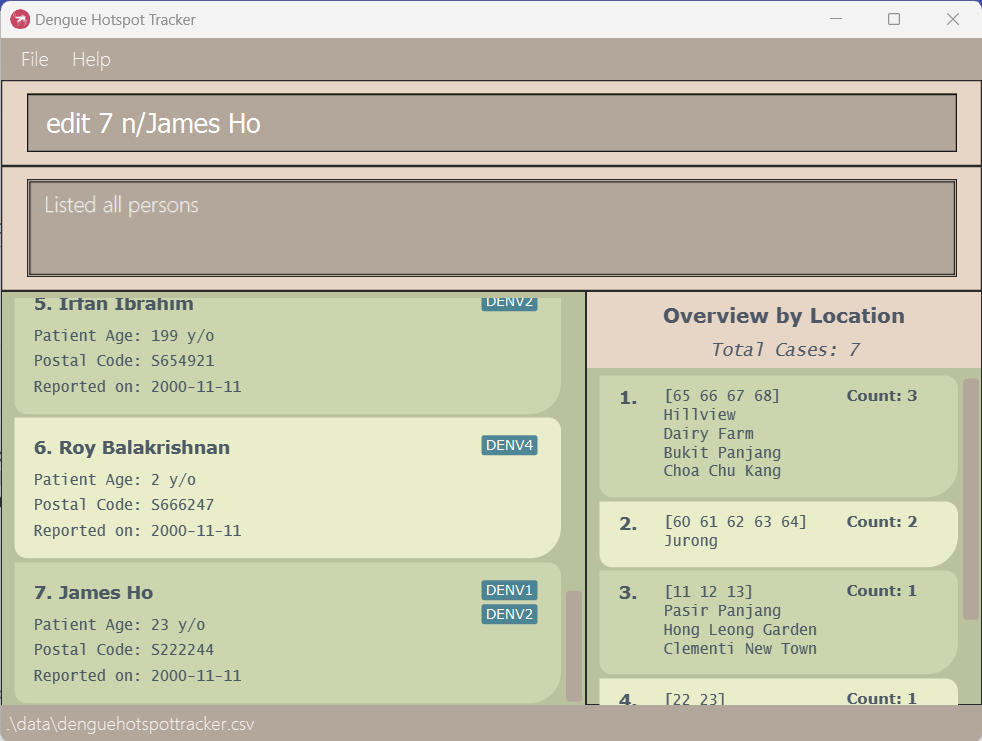 Dengue Hotspot Tracker
File Help
edit 7 n/James Ho
Listed all persons
5. Irfan Ibrahim
DENV2
Patient Age: 199 y/o
Postal Code: S654921
Reported on: 2000-11-11
6. Roy Balakrishnan
DENV4
Patient Age: 2 y/o
Postal Code: S666247
Reported on: 2000-11-11
7. James Ho
DENV1
DENV2
Patient Age: 23 y/o
Postal Code: S222244
Reported on: 2000-11-11
Overview by Location
Total Cases: 7
1. [65 66 67 68] Count: 3
Hillview
Dairy Farm
Bukit Panjang
Choa Chu Kang
2. [60 61 62 63 64] Count: 2
Jurong
3. [11 12 13] Count: 1
Pasir Panjang
Hong Leong Garden
Clementi New Town
4. [22 23] Count: 1
.\data\denguehotspottracker.csv